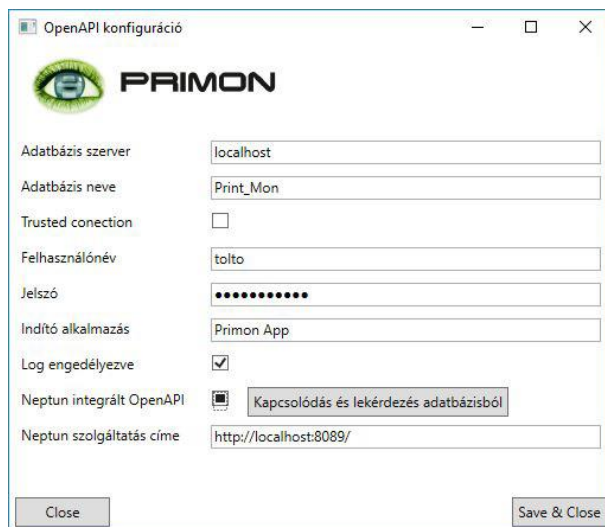 OpenAPI konfiguráció
PRIMON
Adatbázis szerver localhost
Adatbázis neve Print_Mon
Trusted conection
Felhasználónév tolto
Jelszó ●●●●●●●●●●●
Indító alkalmazás Primon App
Log engedélyezve
Neptun integrált OpenAPI Kapcsolódás és lekérdezés adatbázisból
Neptun szolgáltatás címe http://localhost:8089/
Close Save & Close